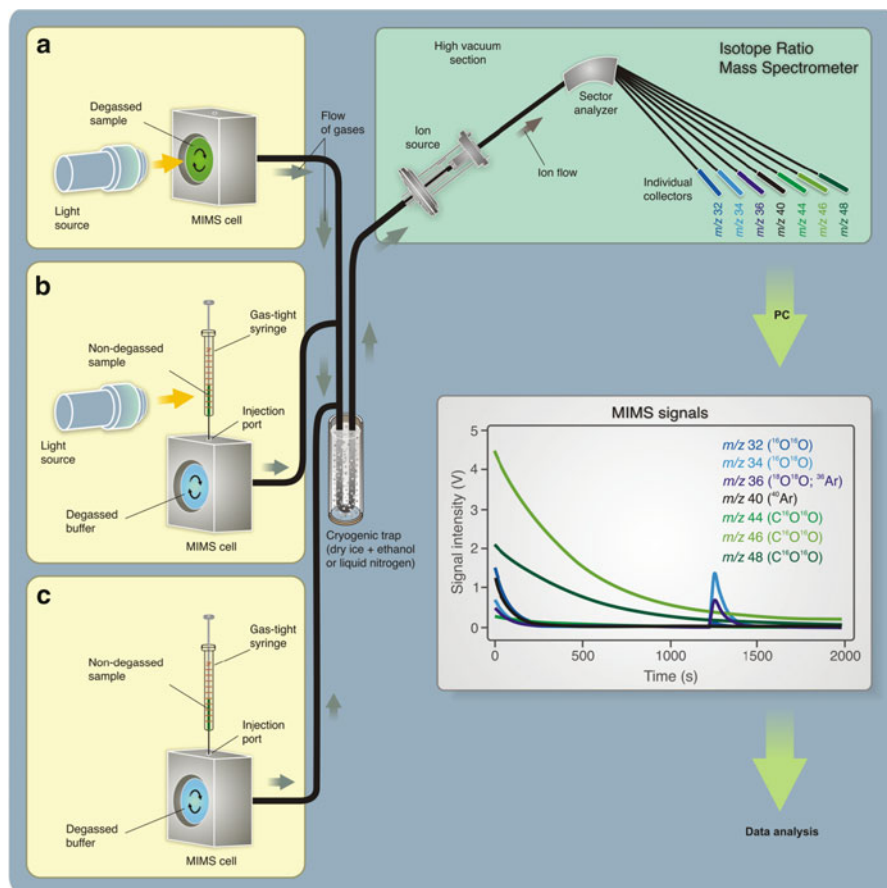 a
Degassed
sample
Light
source
MIMS cell
Flow
of gases
b
Gas-tight
syringe
Non-degassed
sample
Injection
port
Light
source
Degassed
buffer
MIMS cell
c
Gas-tight
syringe
Non-degassed
sample
Injection
port
Degassed
buffer
MIMS cell
Cryogenic trap
(dry ice + ethanol
or liquid nitrogen)
High vacuum
section
Isotope Ratio
Mass Spectrometer
Sector
analyzer
Ion
source
Ion flow
Individual
collectors
m/z 32
m/z 34
m/z 36
m/z 40
m/z 44
m/z 46
m/z 48
PC
MIMS signals
m/z 32 (¹⁶O¹⁶O)
m/z 34 (¹⁶O¹⁸O)
m/z 36 (¹⁸O¹⁸O; ³⁶Ar)
m/z 40 (⁴⁰Ar)
m/z 44 (C¹⁶O¹⁶O)
m/z 46 (C¹⁶O¹⁸O)
m/z 48 (C¹⁸O¹⁸O)
Signal intensity (V)
5
4
3
2
1
0
0 500 1000 1500 2000
Time (s)
Data analysis